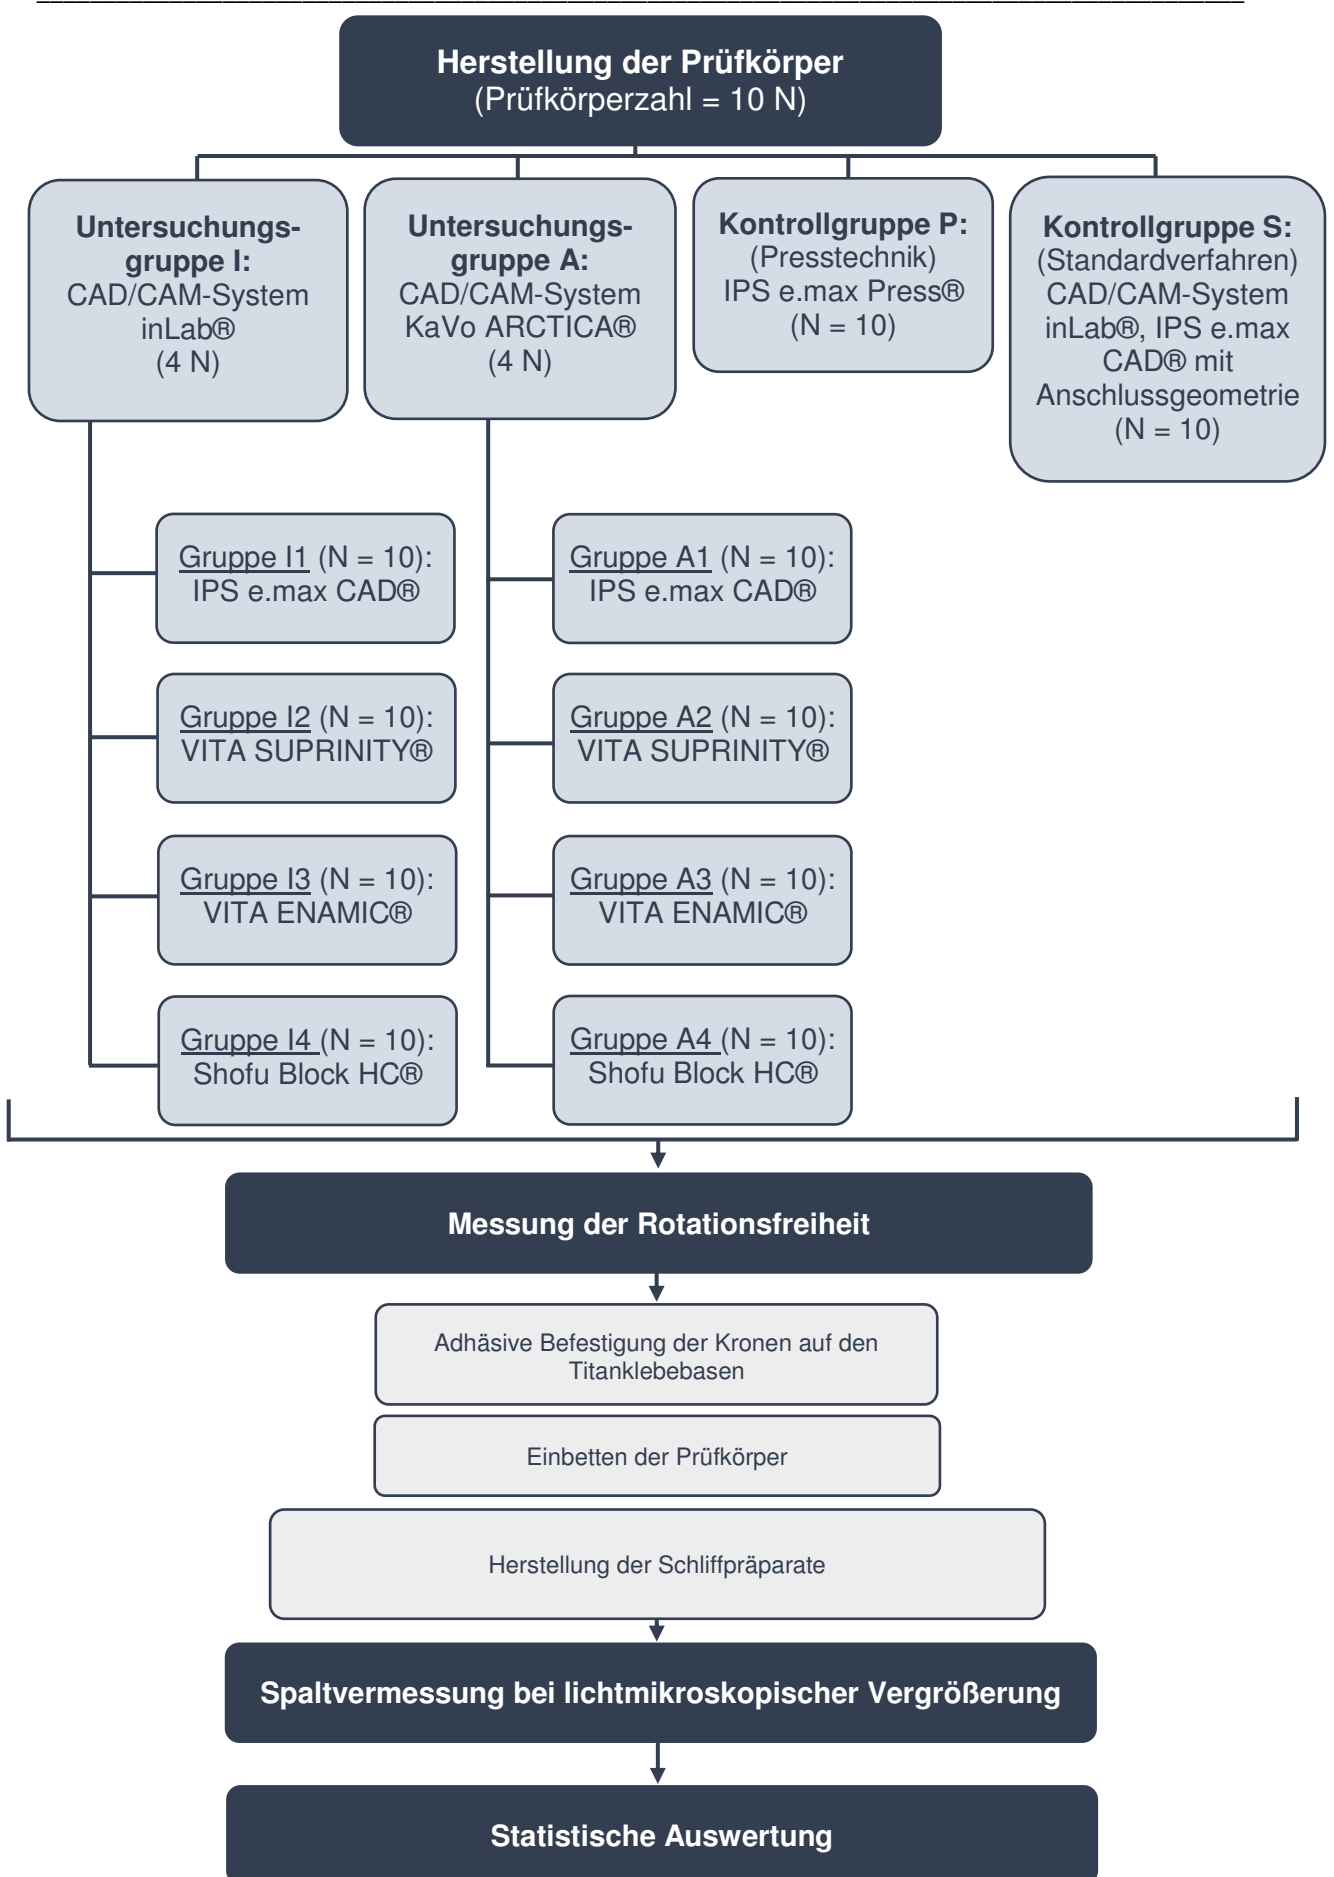 Herstellung der Prüfkörper
(Prüfkörperzahl = 10 N)
Untersuchungs-
gruppe I:
CAD/CAM-System
inLab®
(4 N)
Untersuchungs-
gruppe A:
CAD/CAM-System
KaVo ARCTICA®
(4 N)
Kontrollgruppe P:
(Presstechnik)
IPS e.max Press®
(N = 10)
Kontrollgruppe S:
(Standardverfahren)
CAD/CAM-System
inLab®, IPS e.max
CAD® mit
Anschlussgeometrie
(N = 10)
Gruppe I1 (N = 10):
IPS e.max CAD®
Gruppe A1 (N = 10):
IPS e.max CAD®
Gruppe I2 (N = 10):
VITA SUPRINITY®
Gruppe A2 (N = 10):
VITA SUPRINITY®
Gruppe I3 (N = 10):
VITA ENAMIC®
Gruppe A3 (N = 10):
VITA ENAMIC®
Gruppe I4 (N = 10):
Shofu Block HC®
Gruppe A4 (N = 10):
Shofu Block HC®
Messung der Rotationsfreiheit
Adhäsive Befestigung der Kronen auf den
Titanklebebasen
Einbetten der Prüfkörper
Herstellung der Schliffpräparate
Spaltvermessung bei lichtmikroskopischer Vergrößerung
Statistische Auswertung